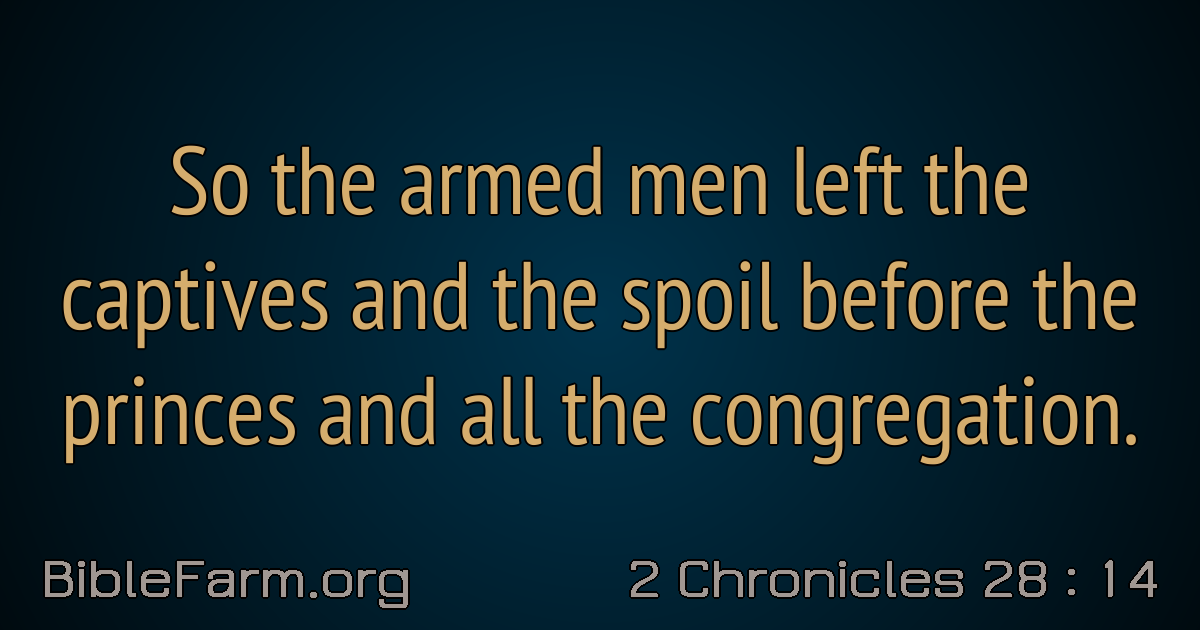 So the armed men left the
captives and the spoil before the
princes and all the congregation.
BibleFarm.org
2 Chronicles 28 : 14